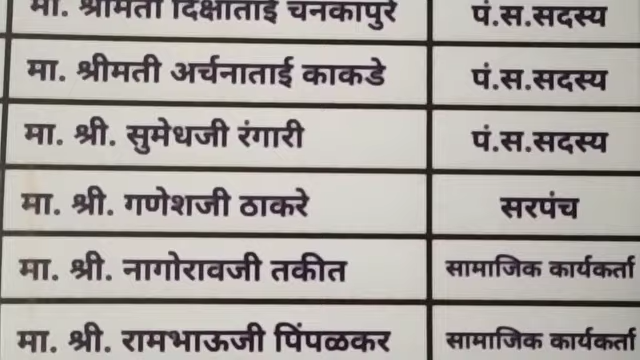 मा. श्रीमती दिक्षाताई चनकापुरे पं.स.सदस्य
मा. श्रीमती अर्चनाताई काकडे पं.स.सदस्य
मा. श्री. सुमेधजी रंगारी पं.स.सदस्य
मा. श्री. गणेशजी ठाकरे सरपंच
मा. श्री. नागोरावजी तकीत सामाजिक कार्यकर्ता
मा. श्री. रामभाऊजी पिंपळकर सामाजिक कार्यकर्ता